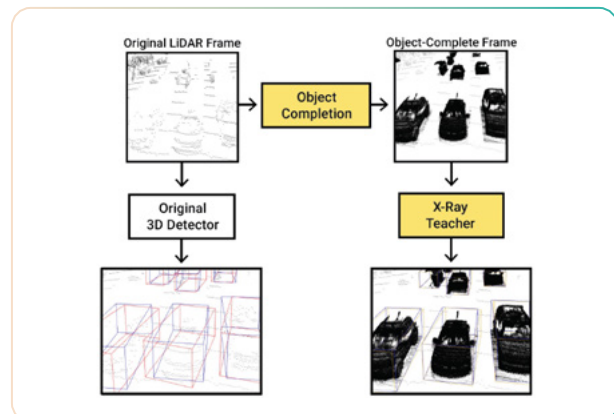 Original LiDAR Frame
Object-Complete Frame
Object
Completion
Original
3D Detector
X-Ray
Teacher